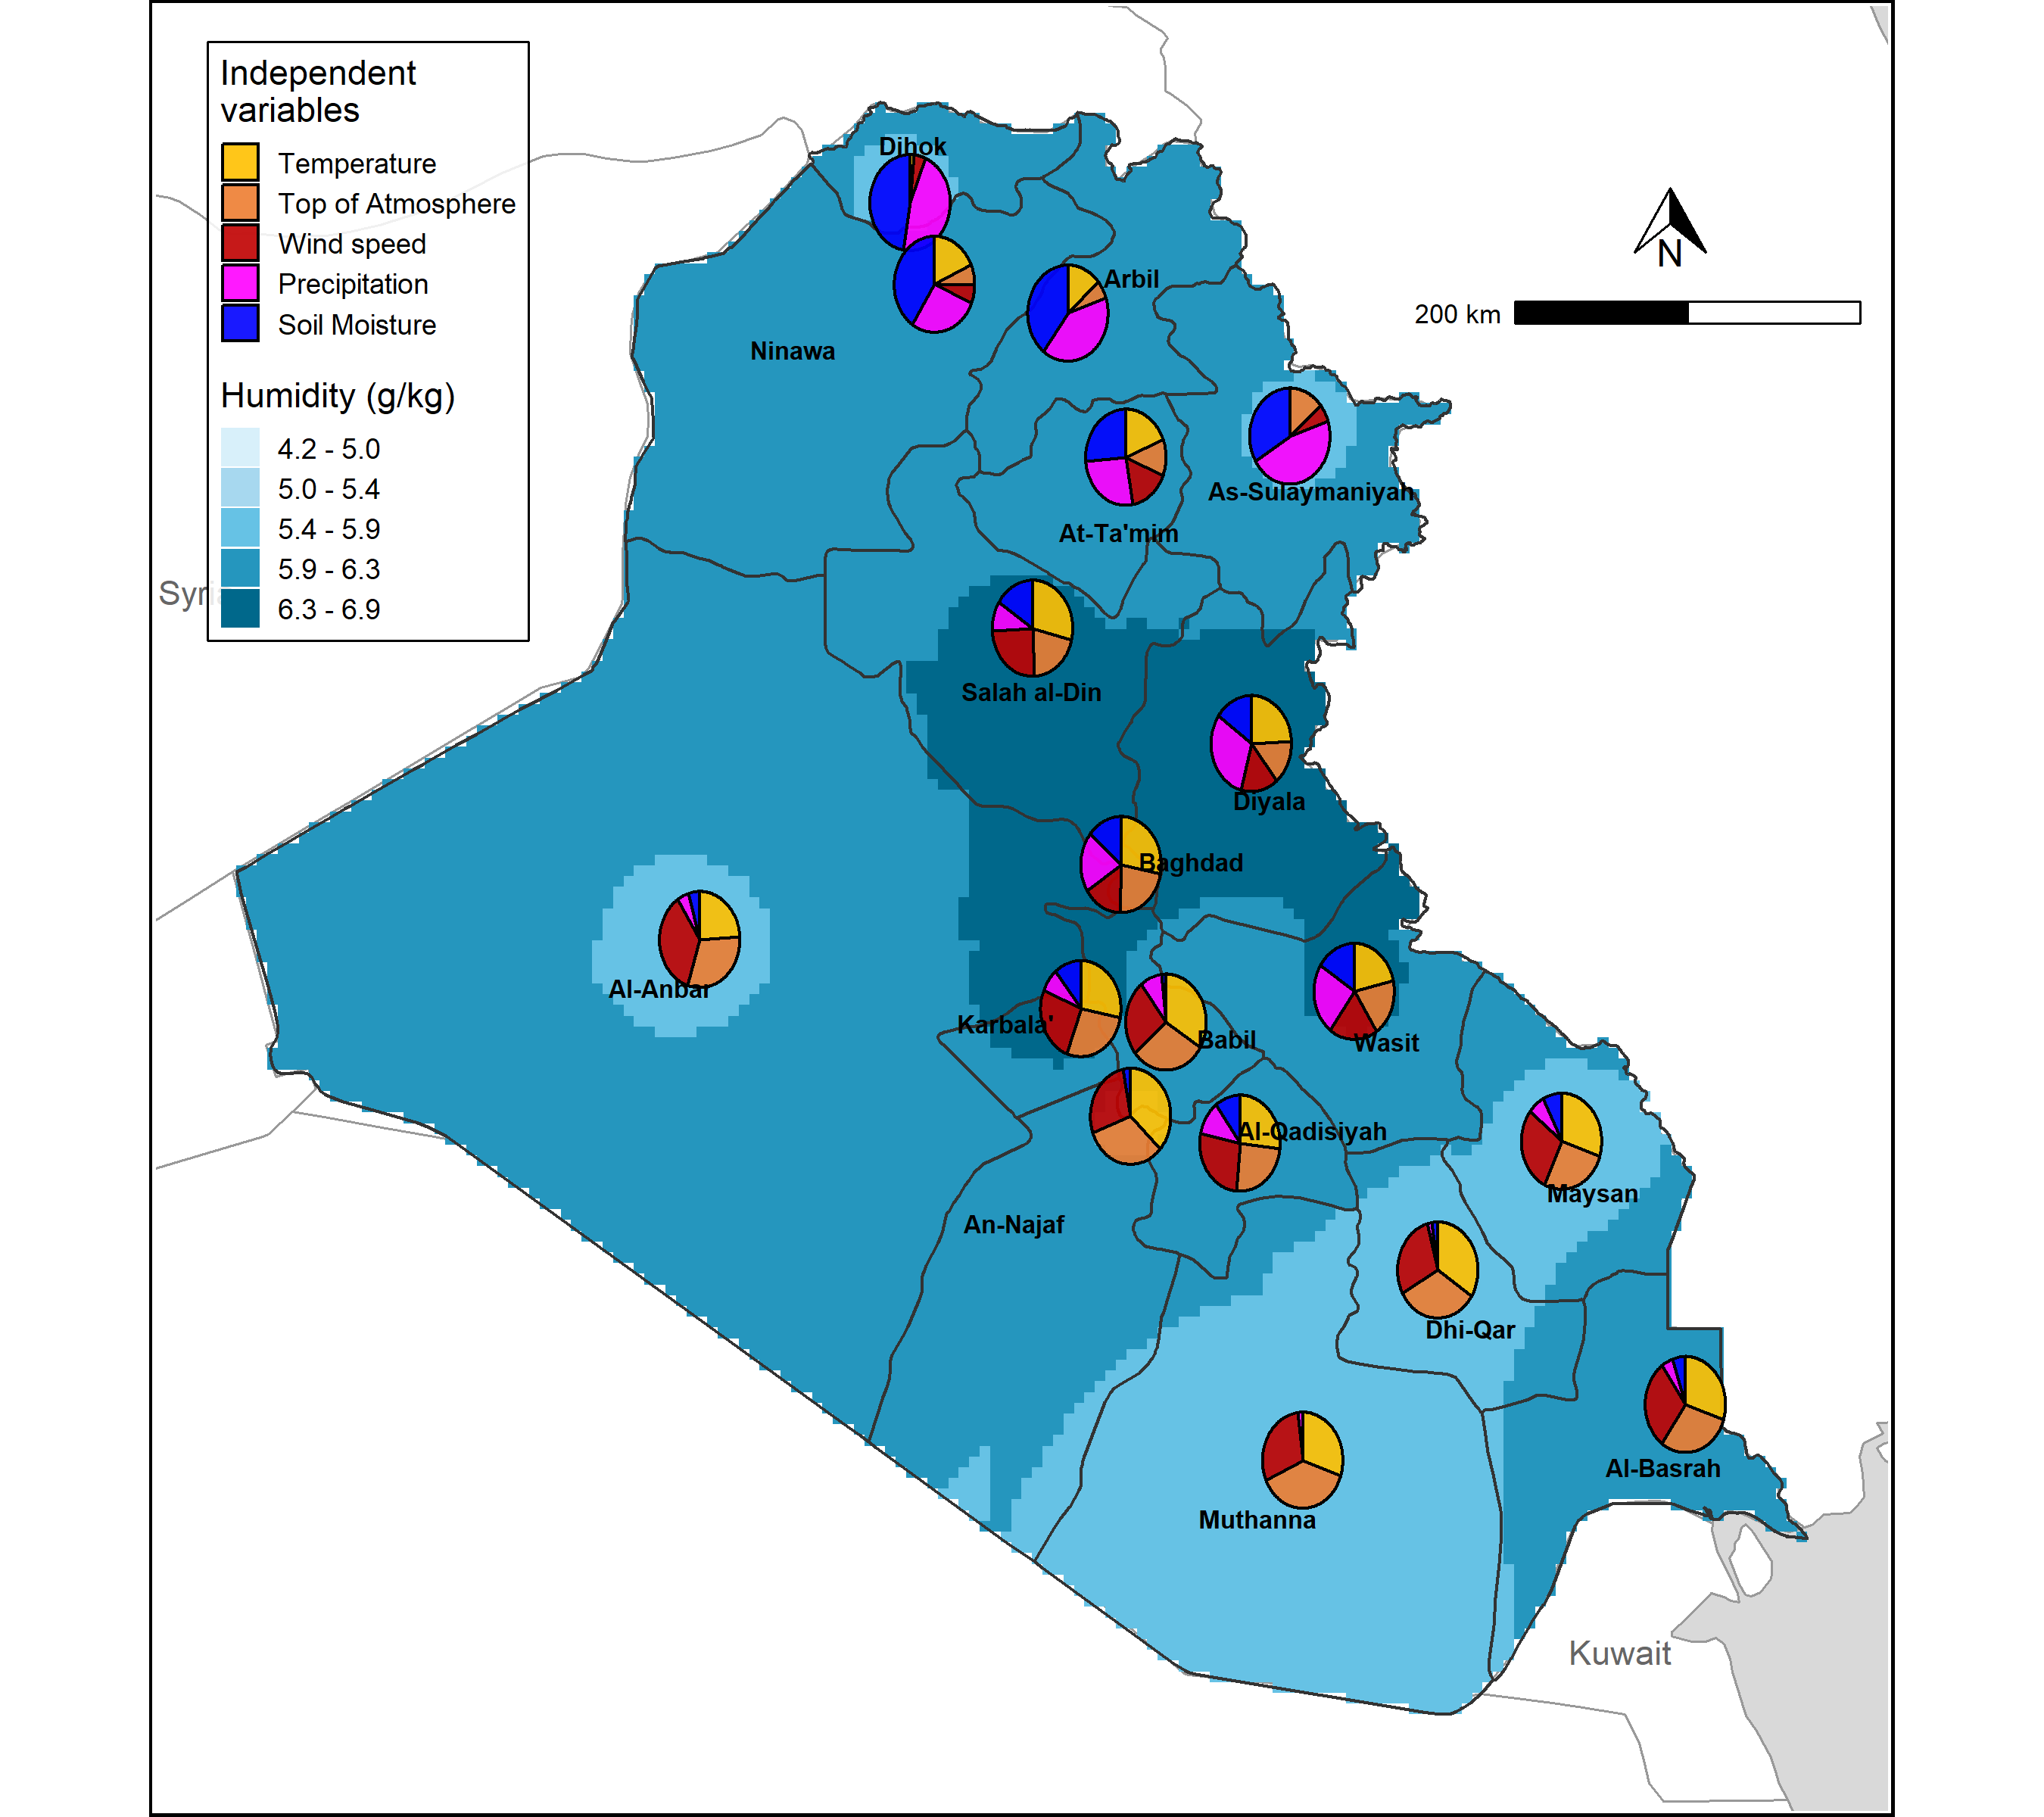 Independent
variables
Temperature
Top of Atmosphere
Wind speed
Precipitation
Soil Moisture
Humidity (g/kg)
4.2 - 5.0
5.0 - 5.4
5.4 - 5.9
5.9 - 6.3
6.3 - 6.9
Syria
N
200 km
Dihok
Arbil
Ninawa
As-Sulaymaniyah
At-Ta'mim
Salah al-Din
Diyala
Baghdad
Al-Anbar
Karbala'
Babil
Wasit
Al-Qadisiyah
Maysan
An-Najaf
Dhi-Qar
Al-Basrah
Muthanna
Kuwait